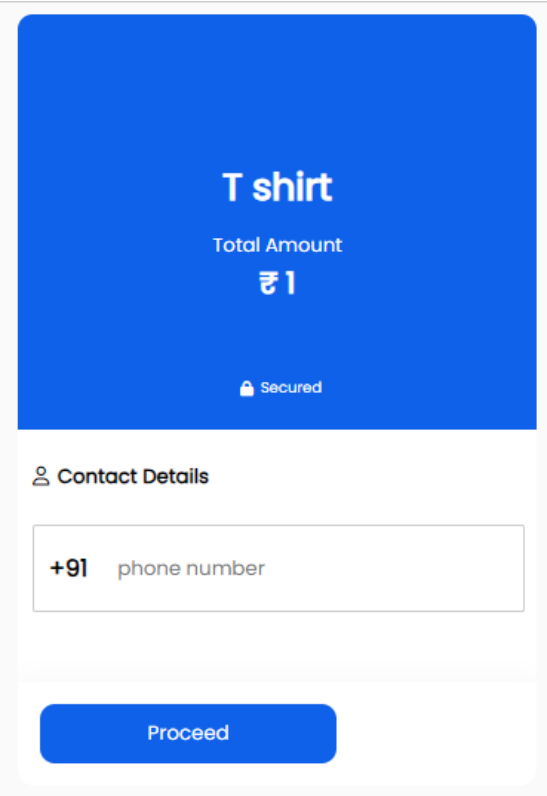 T shirt
Total Amount
₹ 1
Secured
Contact Details
+91 phone number
Proceed